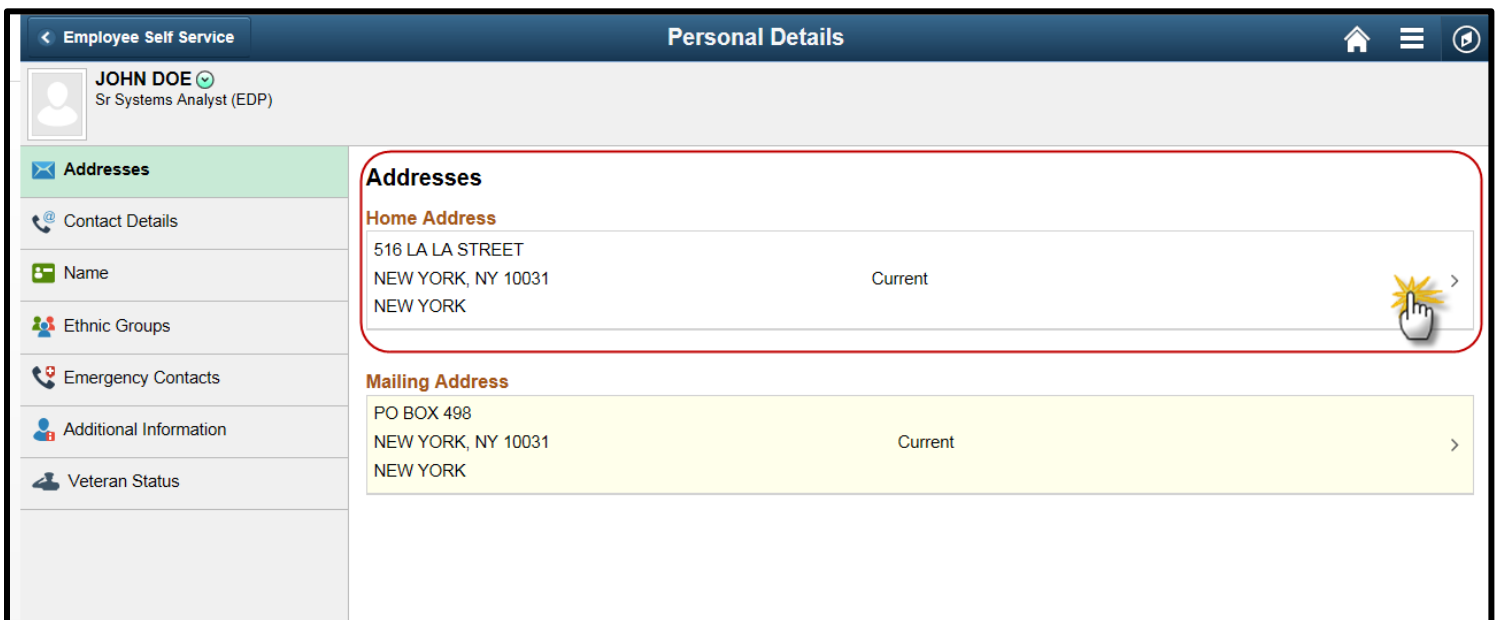 Employee Self Service
Personal Details
JOHN DOE
Sr Systems Analyst (EDP)
Addresses
Contact Details
Name
Ethnic Groups
Emergency Contacts
Additional Information
Veteran Status
Addresses
Home Address
516 LA LA STREET
NEW YORK, NY 10031 Current
NEW YORK
Mailing Address
PO BOX 498
NEW YORK, NY 10031 Current
NEW YORK